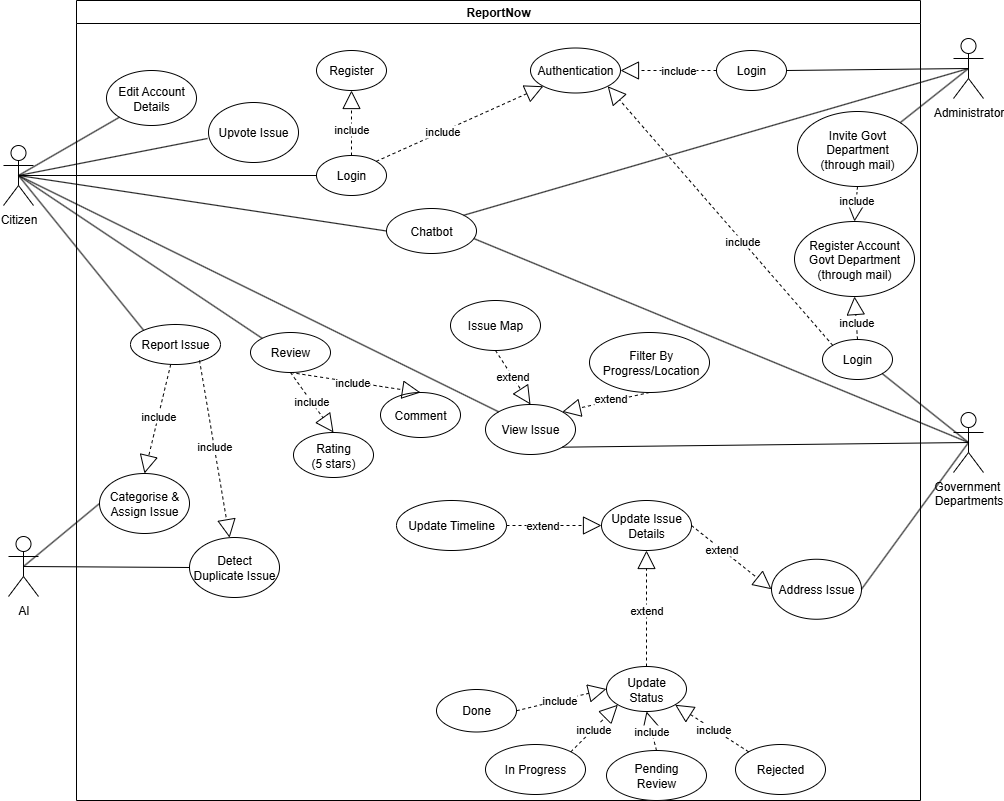 ReportNow
Register
Authentication
include
Login
Administrator
Edit Account
Details
Upvote Issue
include
include
Invite Govt
Department
(through mail)
Login
include
Citizen
Chatbot
include
Register Account
Govt Department
(through mail)
Issue Map
include
Report Issue
Review
Filter By
Progress/Location
Login
extend
include
include
extend
include
Comment
View Issue
include
Rating
(5 stars)
Government
Departments
Categorise &
Assign Issue
Update Timeline
extend
Update Issue
Details
extend
Detect
Duplicate Issue
Address Issue
AI
extend
Update
Status
Done
include
include
include
include
In Progress
Pending
Review
Rejected